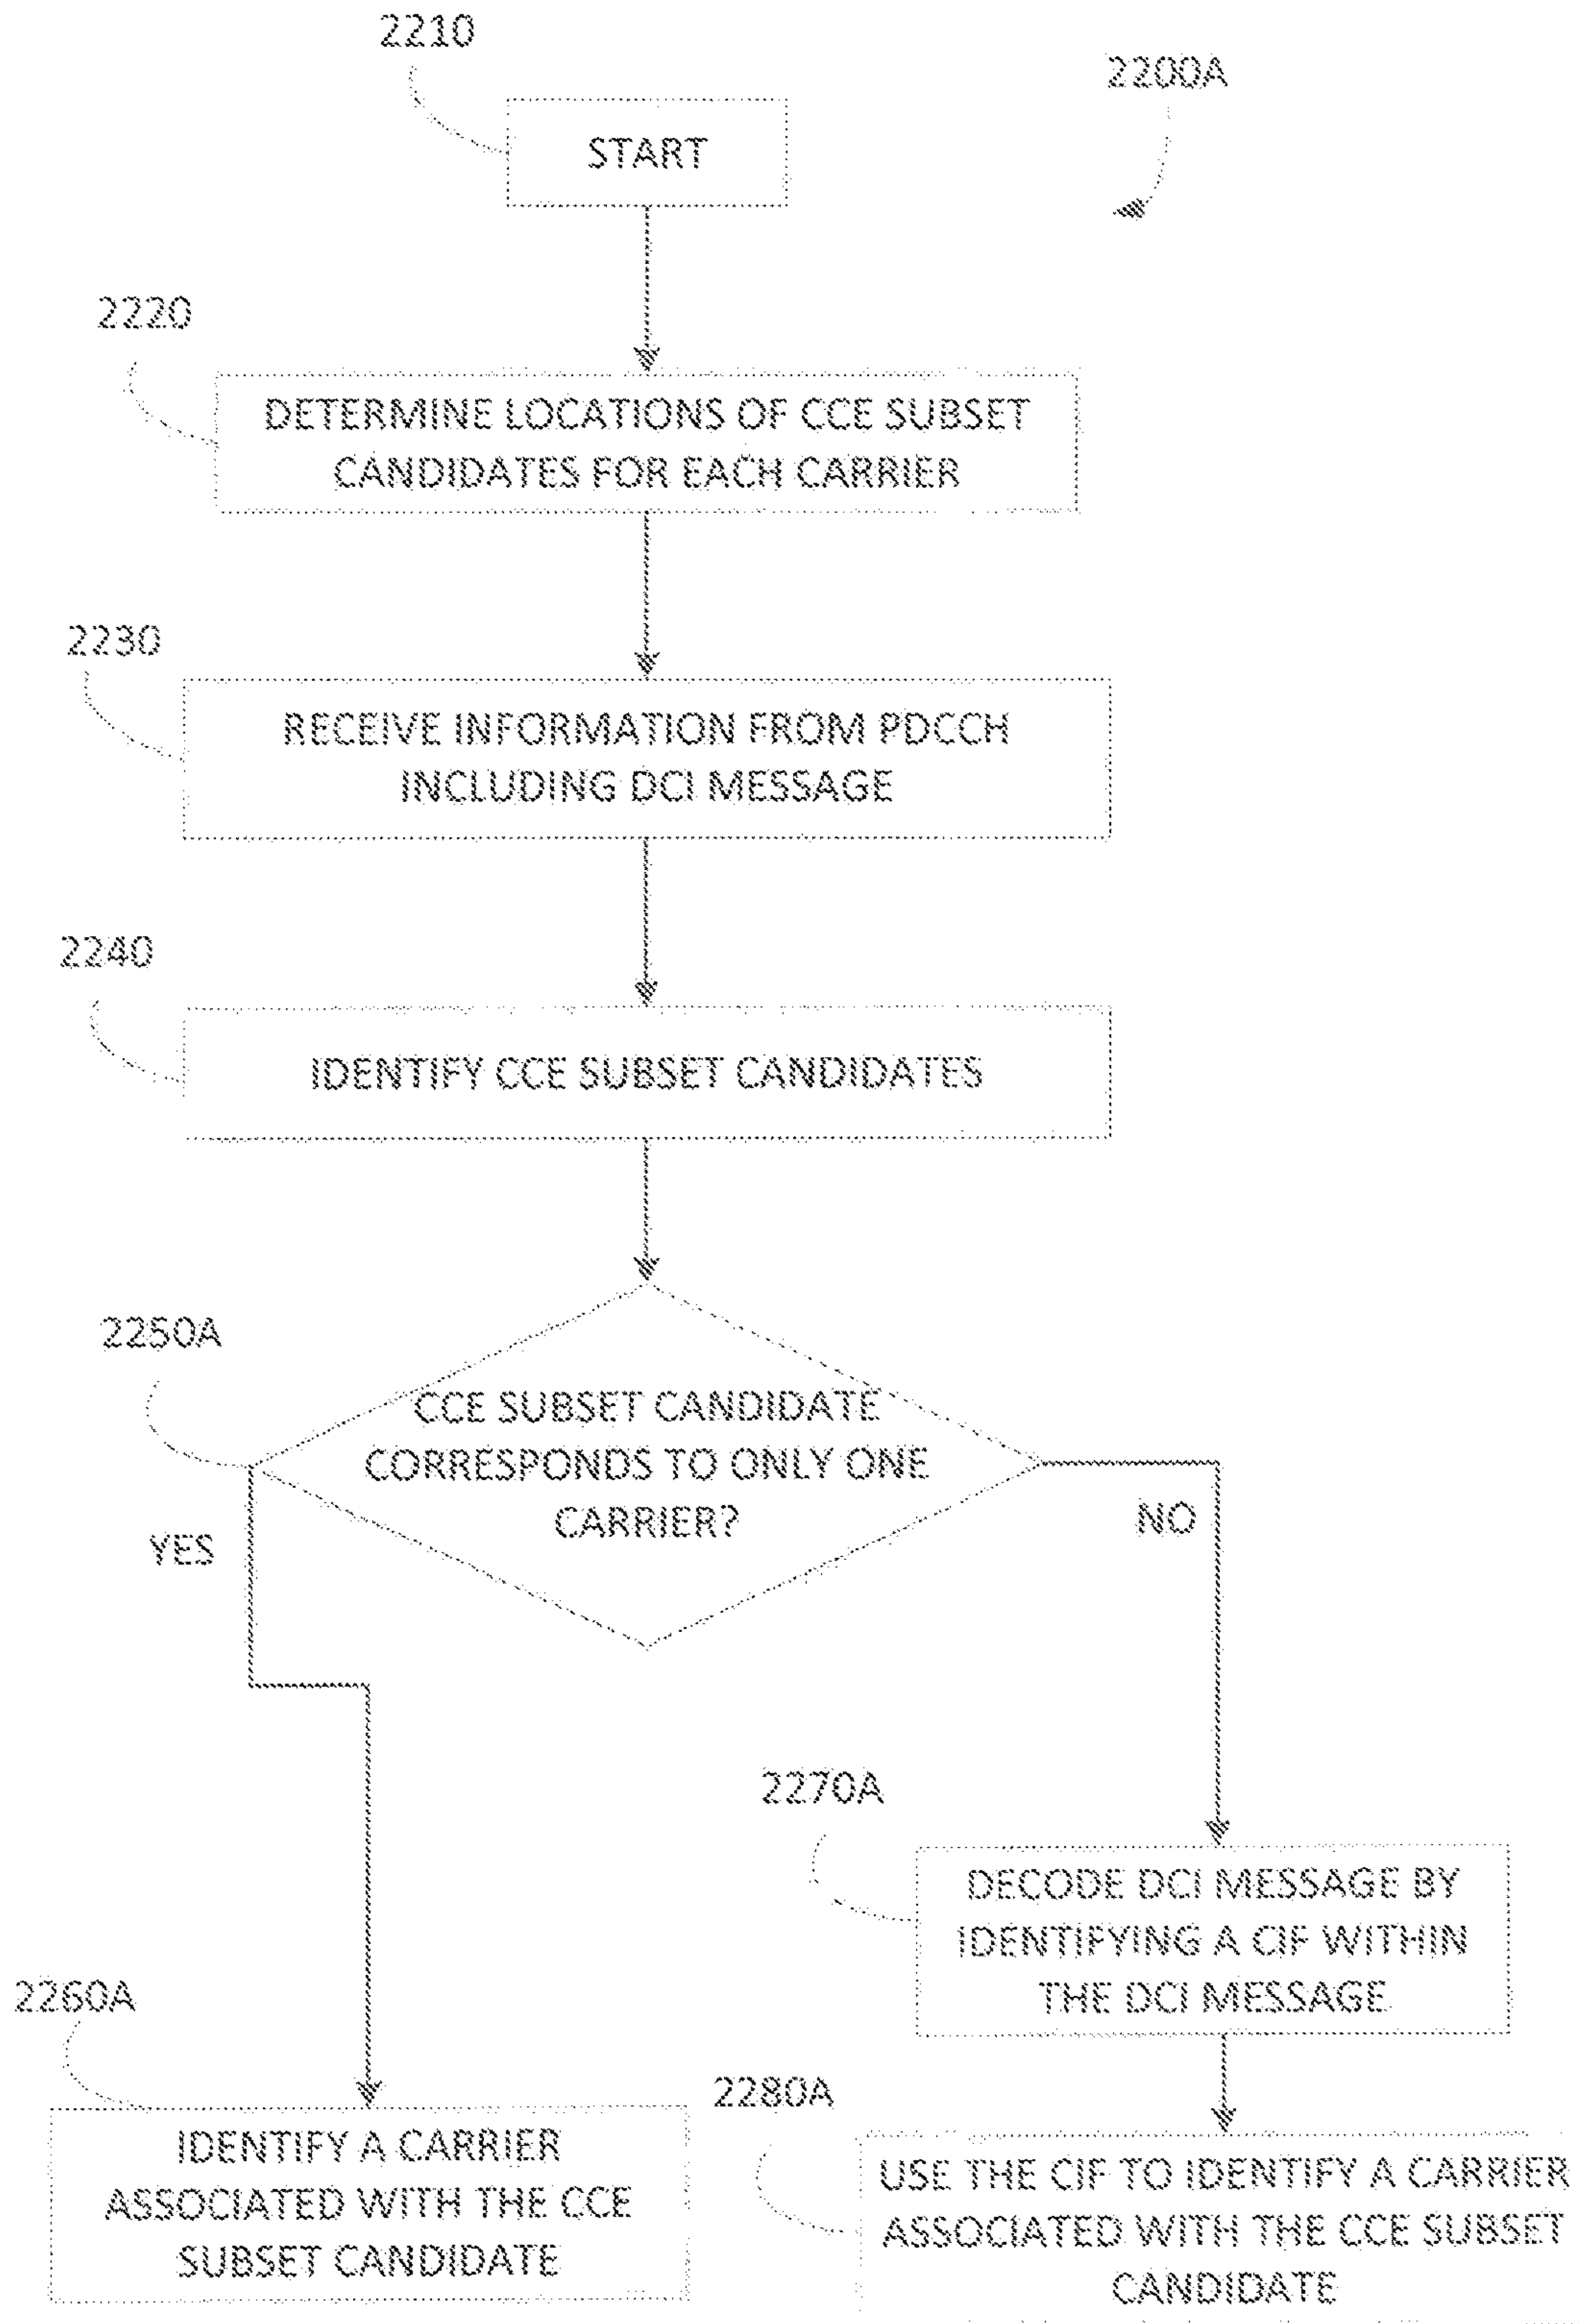 2210
2200A
START
2220
DETERMINE LOCATIONS OF CCE SUBSET
CANDIDATES FOR EACH CARRIER
2230
RECEIVE INFORMATION FROM PDCCH
INCLUDING DCI MESSAGE
2240
IDENTIFY CCE SUBSET CANDIDATES
2250A
CCE SUBSET CANDIDATE
CORRESPONDS TO ONLY ONE
CARRIER?
YES
NO
2270A
DECODE DCI MESSAGE BY
IDENTIFYING A CIF WITHIN
THE DCI MESSAGE
2260A
IDENTIFY A CARRIER
ASSOCIATED WITH THE CCE
SUBSET CANDIDATE
2280A
USE THE CIF TO IDENTIFY A CARRIER
ASSOCIATED WITH THE CCE SUBSET
CANDIDATE